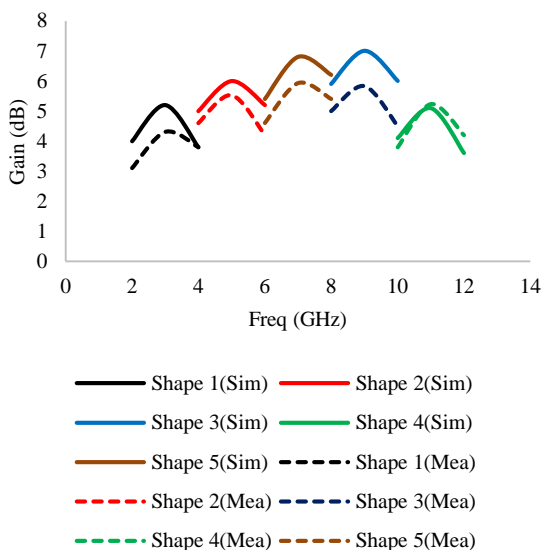 8
7
6
5
4
3
2
1
0
Gain (dB)
0 2 4 6 8 10 12 14
Freq (GHz)
Shape 1(Sim) Shape 2(Sim)
Shape 3(Sim) Shape 4(Sim)
Shape 5(Sim) Shape 1(Mea)
Shape 2(Mea) Shape 3(Mea)
Shape 4(Mea) Shape 5(Mea)